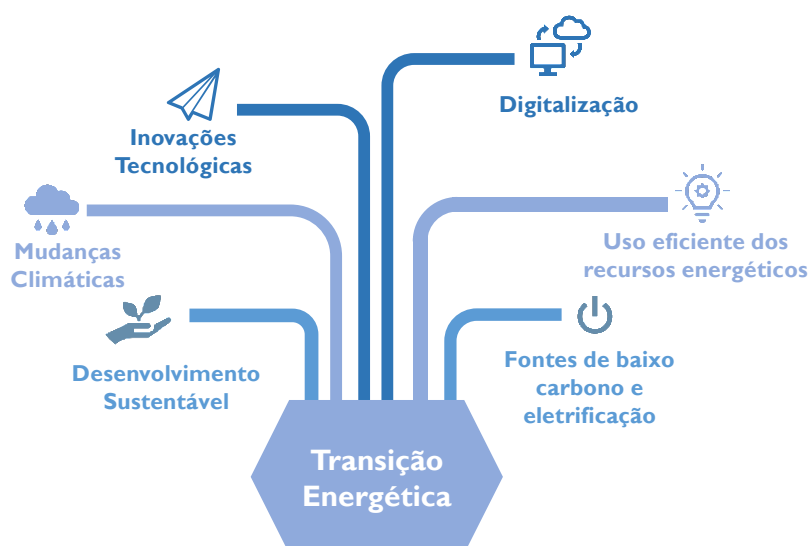 Digitalização
Inovações
Tecnológicas
Mudanças
Climáticas
Uso eficiente dos
recursos energéticos
Desenvolvimento
Sustentável
Fontes de baixo
carbono e
eletrificação
Transição
Energética